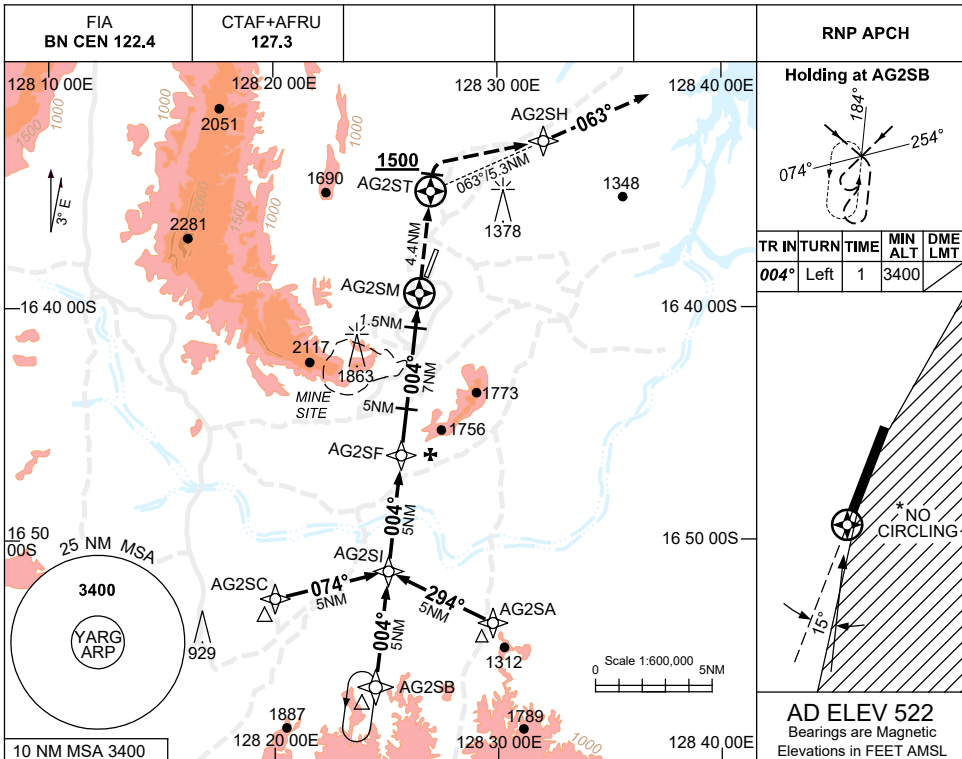 FIA
BN CEN 122.4
CTAF+AFRU
127.3
RNP APCH
128 10 00E
128 20 00E
128 30 00E
128 40 00E
1500
1000
2051
1000
2000
1500
1000
1690
2281
3° E
AG2SH
063°
1500
AG2ST
063°/5.3NM
1378
1348
4.4NM
AG2SM
16 40 00S
16 40 00S
1.5NM
2117
1863
MINE
SITE
004°
7NM
5NM
1773
1756
AG2SF
004°
5NM
16 50
00S
16 50 00S
AG2SI
AG2SC
074°
5NM
294°
5NM
AG2SA
004°
5NM
1312
AG2SB
929
25 NM MSA
3400
YARG
ARP
10 NM MSA 3400
1887
1789
1000
128 20 00E
128 30 00E
128 40 00E
0
Scale 1:600,000
5NM
Holding at AG2SB
184°
254°
074°
TR IN TURN TIME MIN ALT DME LMT
004° Left 1 3400
*NO
CIRCLING
15°
AD ELEV 522
Bearings are Magnetic
Elevations in FEET AMSL